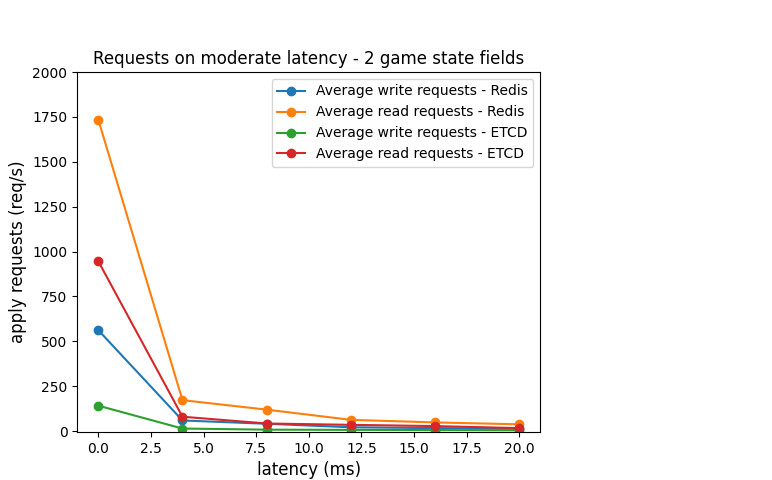 Requests on moderate latency - 2 game state fields
2000
1750
1500
1250
1000
750
500
250
0
apply requests (req/s)
Average write requests - Redis
Average read requests - Redis
Average write requests - ETCD
Average read requests - ETCD
0.0 2.5 5.0 7.5 10.0 12.5 15.0 17.5 20.0
latency (ms)